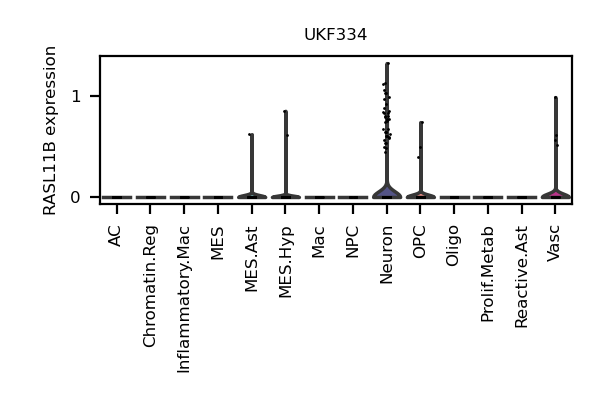 UKF334
RASL11B expression
1
0
AC
Chromatin.Reg
Inflammatory.Mac
MES
MES.Ast
MES.Hyp
Mac
NPC
Neuron
OPC
Oligo
Prolif.Metab
Reactive.Ast
Vasc